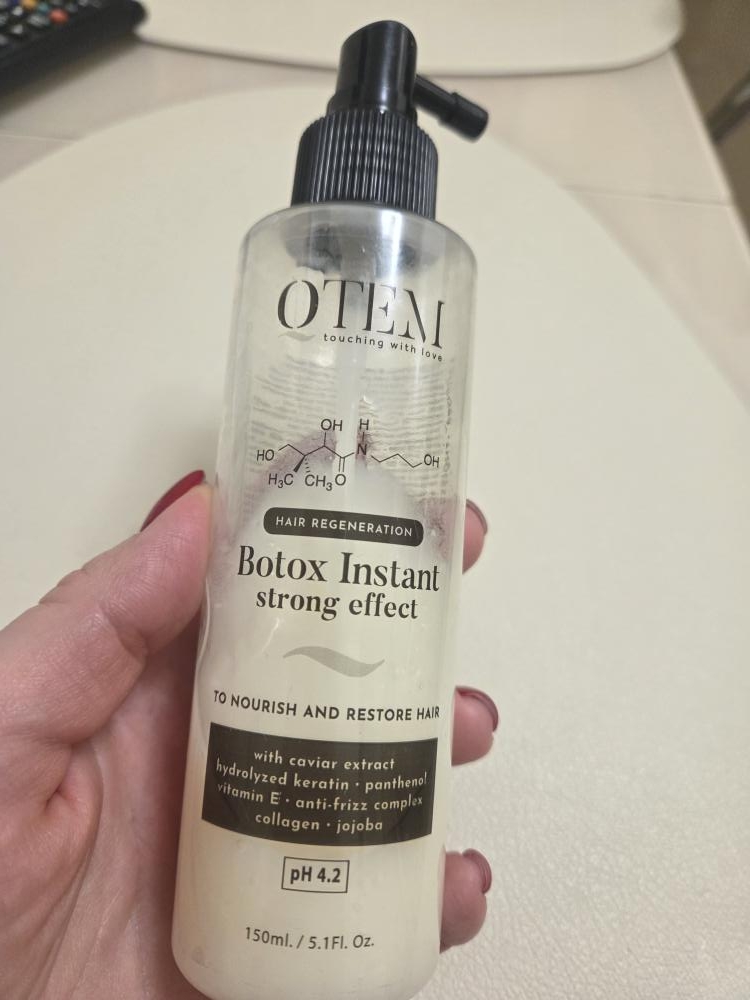 OTEM
touching with love
OH H
HO N OH
H₃C CH₃ O
HAIR REGENERATION
Botox Instant
strong effect
TO NOURISH AND RESTORE HAIR
with caviar extract
hydrolyzed keratin · panthenol
vitamin E · anti-frizz complex
collagen · jojoba
pH 4.2
150ml. / 5.1Fl. Oz.